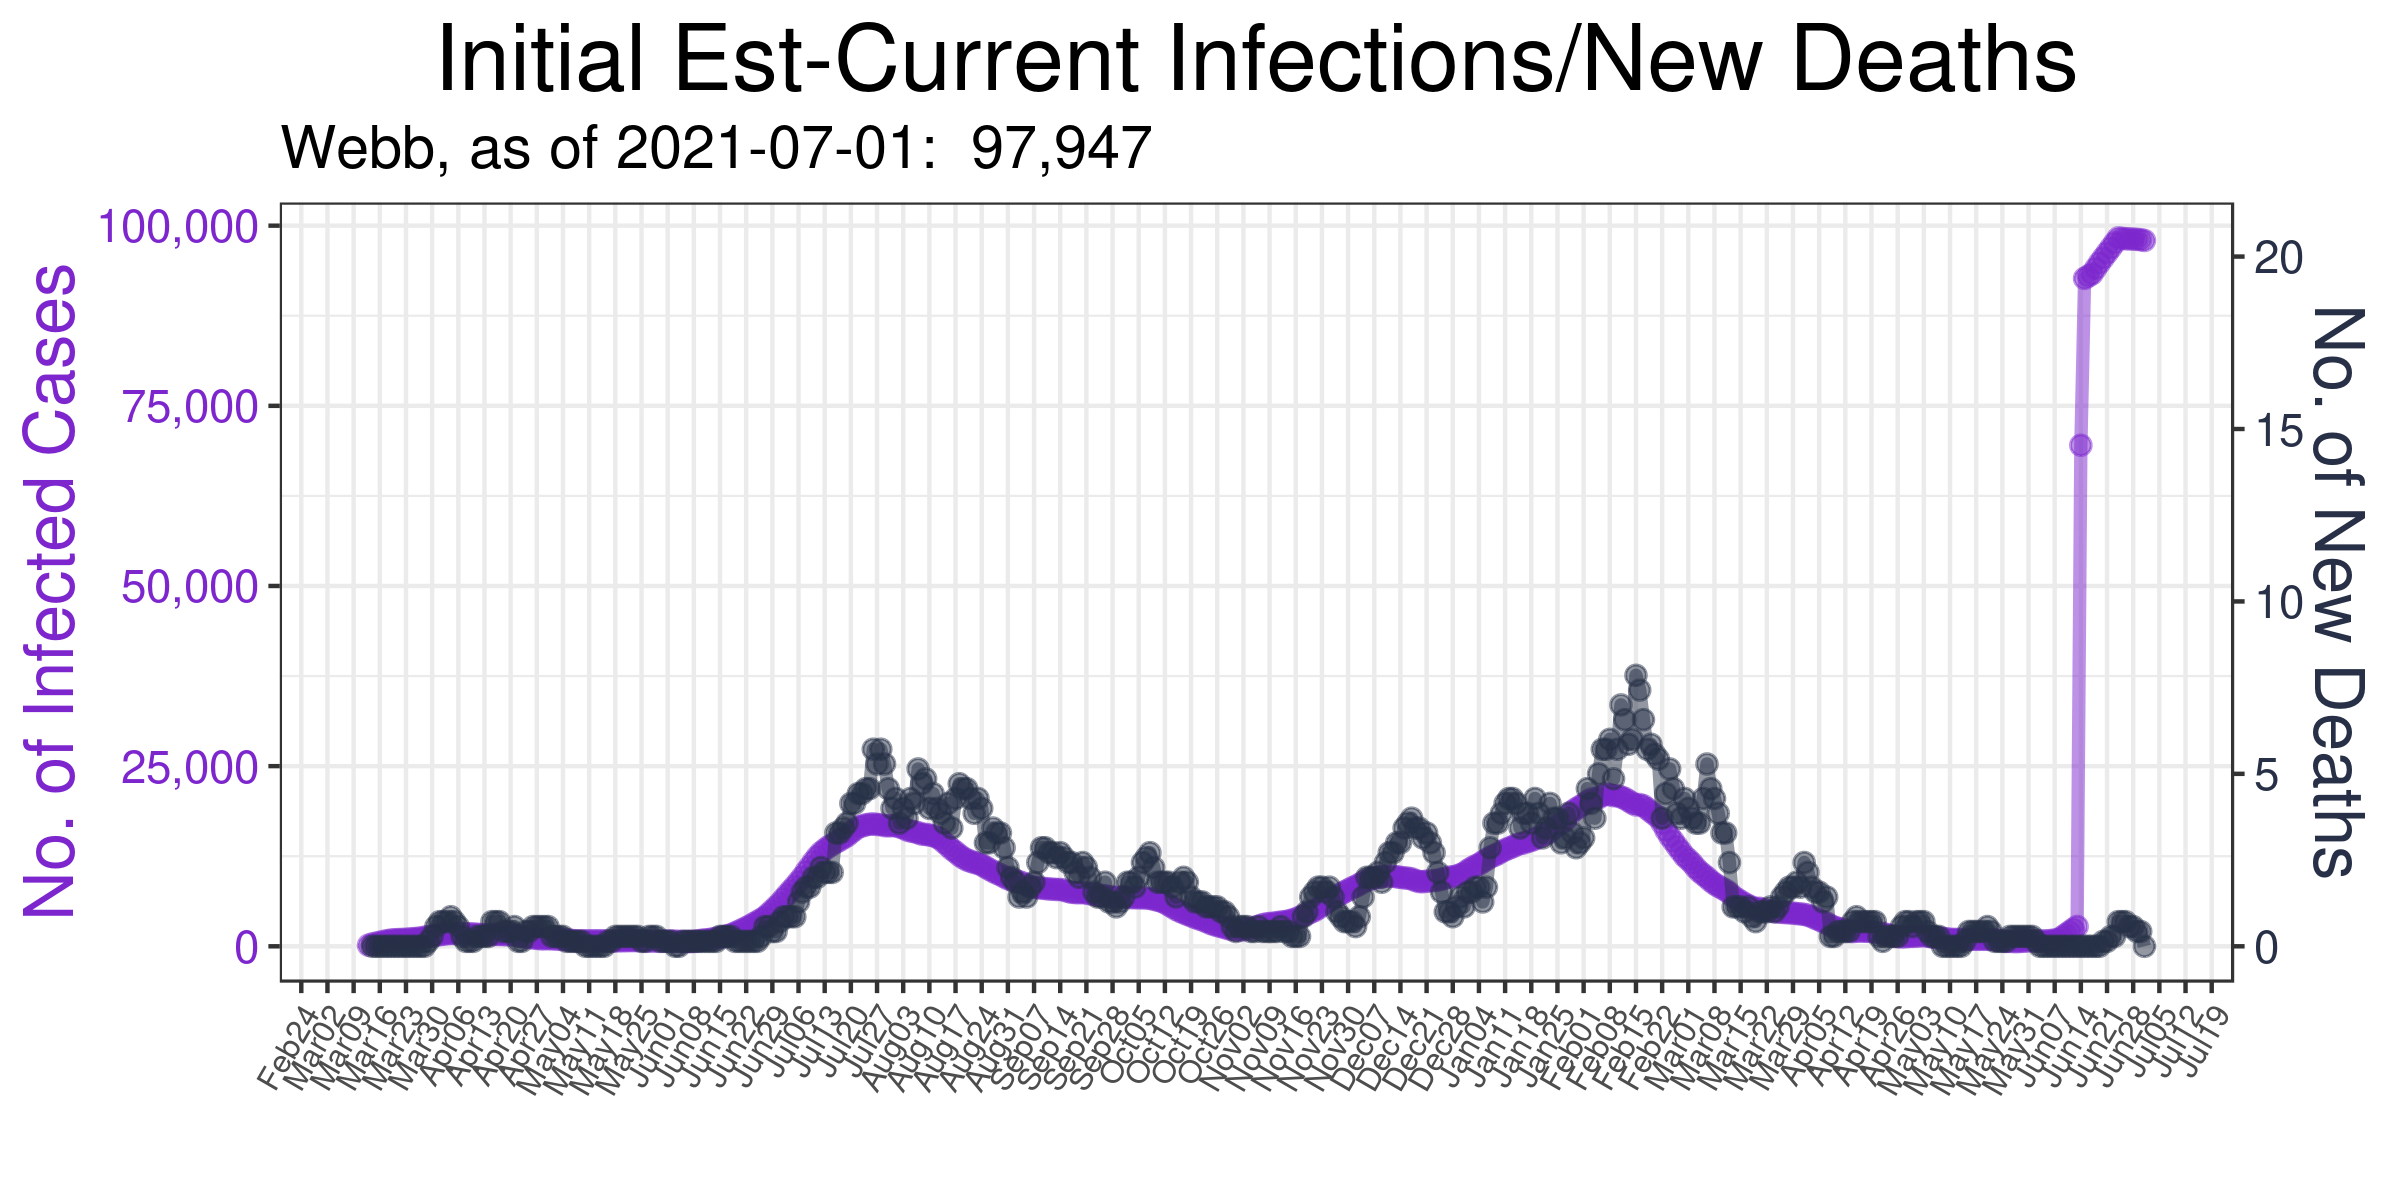 Initial Est-Current Infections/New Deaths
Webb, as of 2021-07-01:  97,947
No. of Infected Cases
100,000
75,000
50,000
25,000
0
20
15
10
5
0
No. of New Deaths
Feb24
Mar02
Mar09
Mar16
Mar23
Mar30
Apr06
Apr13
Apr20
Apr27
May04
May11
May18
May25
Jun01
Jun08
Jun15
Jun22
Jun29
Jul06
Jul13
Jul20
Jul27
Aug03
Aug10
Aug17
Aug24
Aug31
Sep07
Sep14
Sep21
Sep28
Oct05
Oct12
Oct19
Oct26
Nov02
Nov09
Nov16
Nov23
Nov30
Dec07
Dec14
Dec21
Dec28
Jan04
Jan11
Jan18
Jan25
Feb01
Feb08
Feb15
Feb22
Mar01
Mar08
Mar15
Mar22
Mar29
Apr05
Apr12
Apr19
Apr26
May03
May10
May17
May24
May31
Jun07
Jun14
Jun21
Jun28
Jul05
Jul12
Jul19